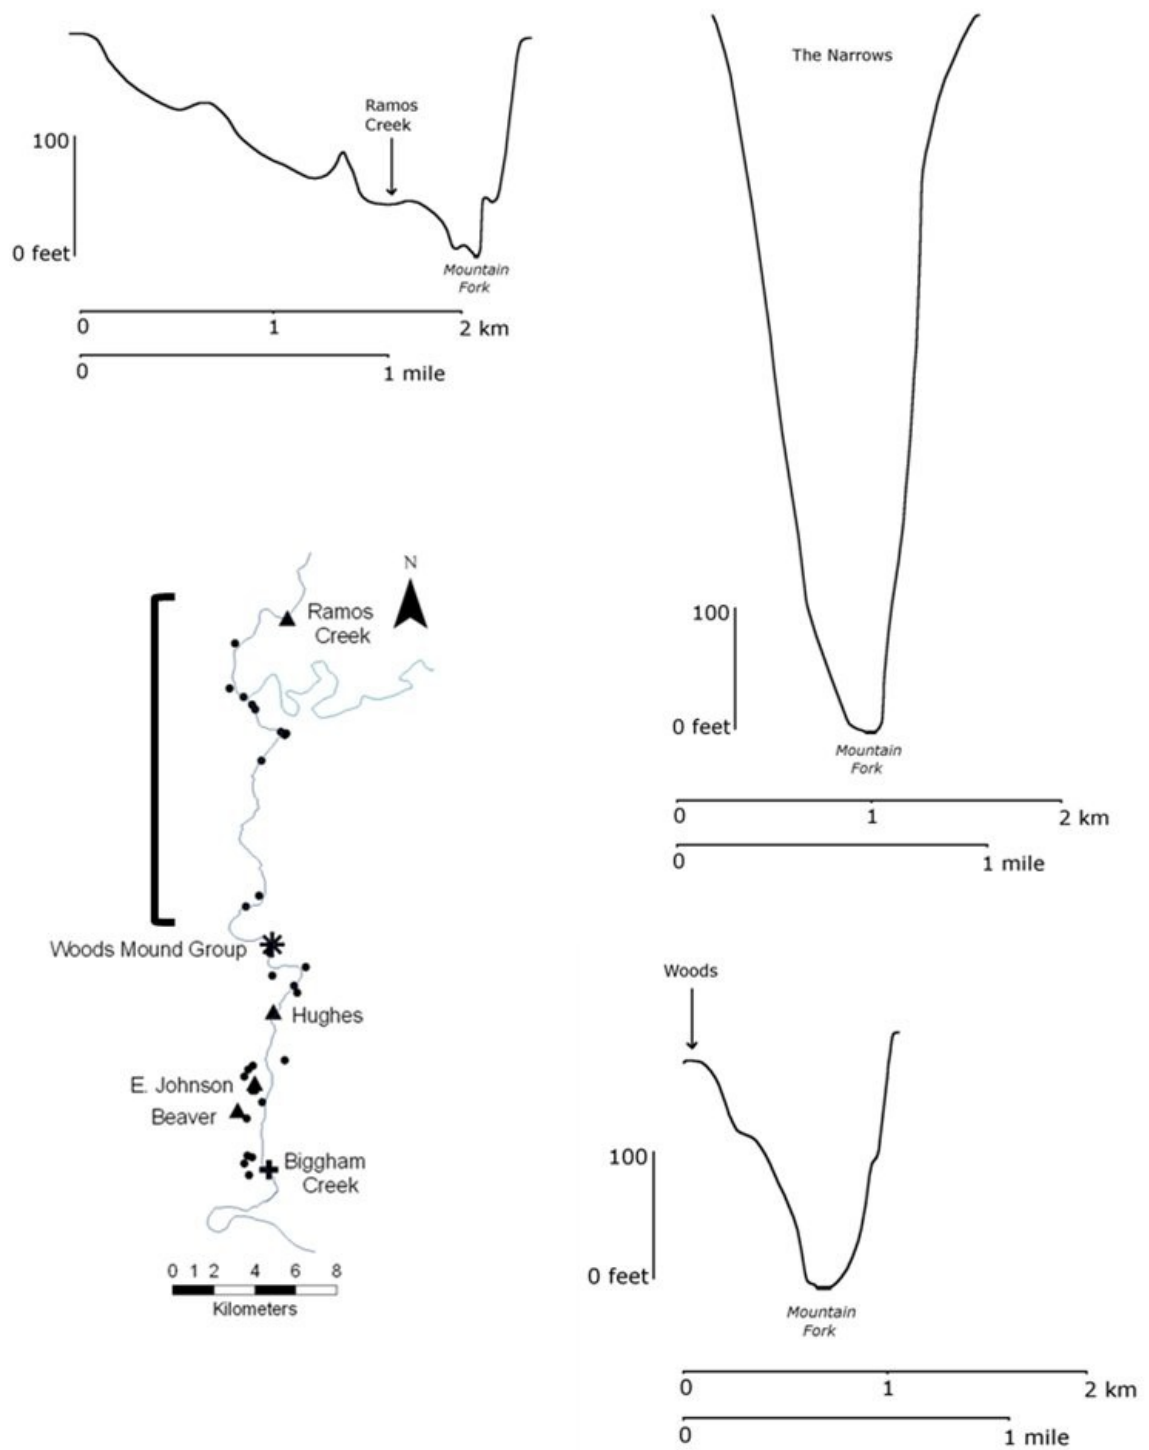 Ramos
Creek
100
0 feet
Mountain
Fork
0 1 2 km
0 1 mile
The Narrows
100
0 feet
Mountain
Fork
0 1 2 km
0 1 mile
N
Ramos
Creek
Woods Mound Group
Hughes
E. Johnson
Beaver
Biggham
Creek
0 1 2 4 6 8
Kilometers
Woods
100
0 feet
Mountain
Fork
0 1 2 km
0 1 mile